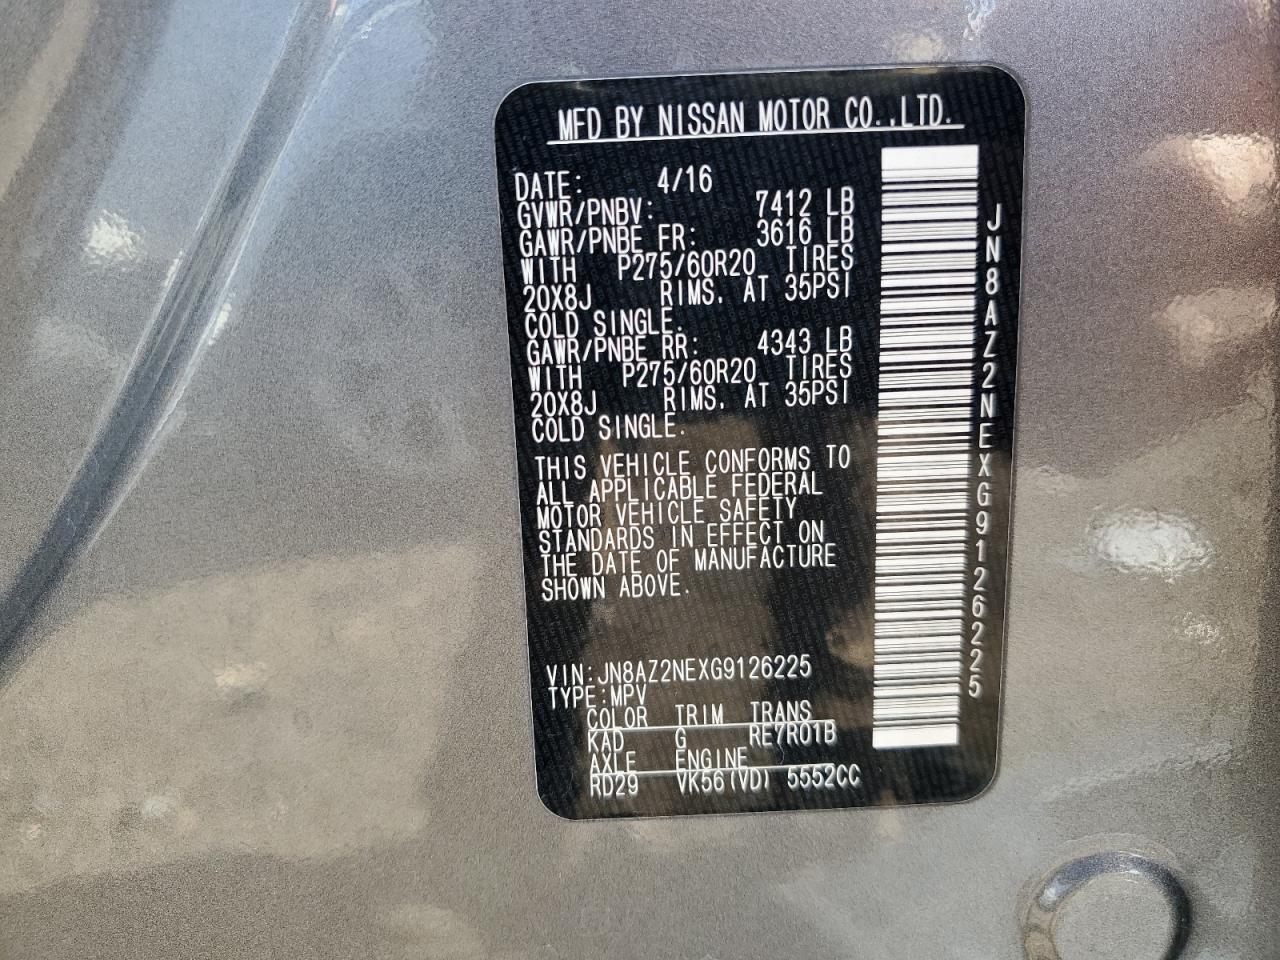 MFD BY NISSAN MOTOR CO.,LTD.
DATE: 4/16
GVWR/PNBV: 7412 LB
GAWR/PNBE FR: 3616 LB
WITH P275/60R20 TIRES
20X8J RIMS, AT 35PSI
COLD SINGLE.
GAWR/PNBE RR: 4343 LB
WITH P275/60R20 TIRES
20X8J RIMS, AT 35PSI
COLD SINGLE.
THIS VEHICLE CONFORMS TO
ALL APPLICABLE FEDERAL
MOTOR VEHICLE SAFETY
STANDARDS IN EFFECT ON
THE DATE OF MANUFACTURE
SHOWN ABOVE.
VIN:JN8AZ2NEXG9126225
TYPE:MPV
COLOR TRIM TRANS
KAD G RE7R01B
AXLE ENGINE
RD29 VK56(VD) 5552CC
JN8AZ2NEXG9126225